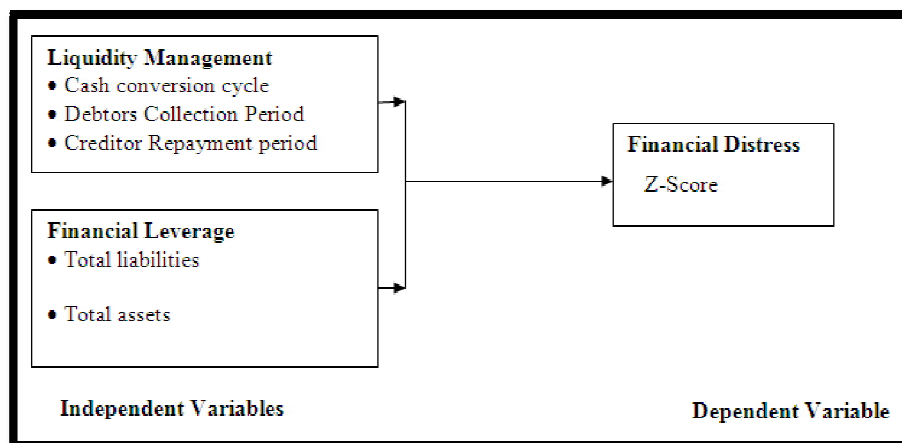 Liquidity Management
• Cash conversion cycle
• Debtors Collection Period
• Creditor Repayment period
Financial Distress
Z-Score
Financial Leverage
• Total liabilities
• Total assets
Independent Variables
Dependent Variable